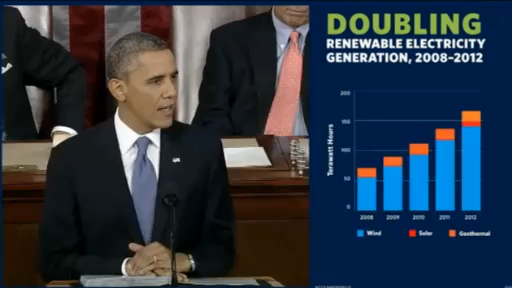 DOUBLING
RENEWABLE ELECTRICITY
GENERATION, 2008–2012
Terawatt Hours
200
150
100
50
0
2008 2009 2010 2011 2012
Wind Solar Geothermal